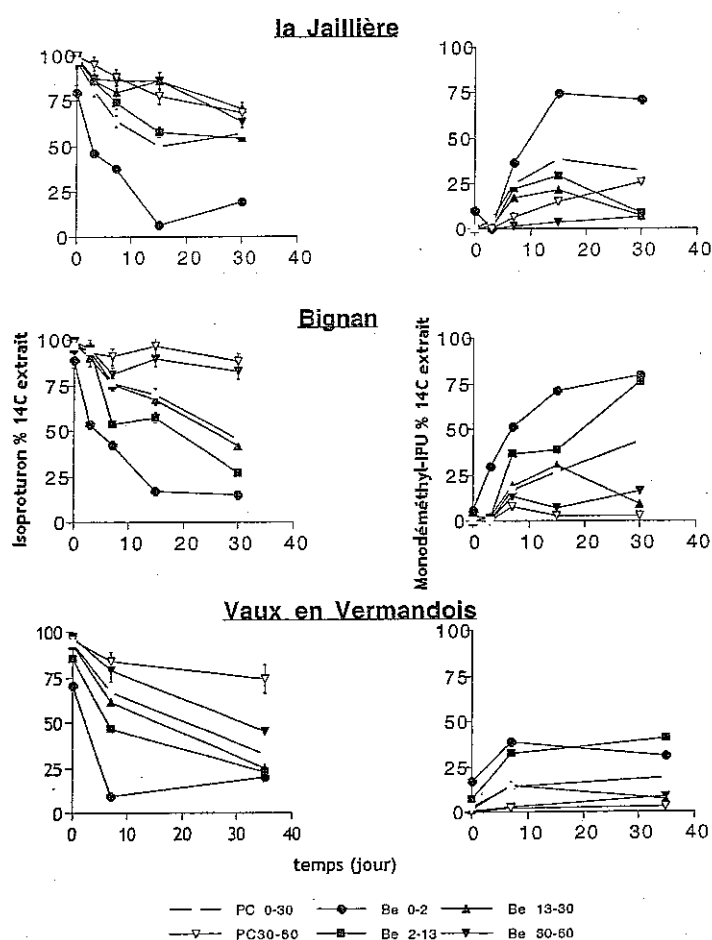 la Jaillière
100
75
50
25
0
0 10 20 30 40
100
75
50
25
0
0 10 20 30 40
Bignan
Isoproturon % 14C extrait
100
75
50
25
0
0 10 20 30 40
Monodéméthyl-IPU % 14C extrait
100
75
50
25
0
0 10 20 30 40
Vaux en Vermandois
100
75
50
25
0
0 10 20 30 40
temps (jour)
100
75
50
25
0
0 10 20 30 40
PC 0-30 Be 0-2 Be 13-30
PC30-60 Be 2-13 Be 30-60